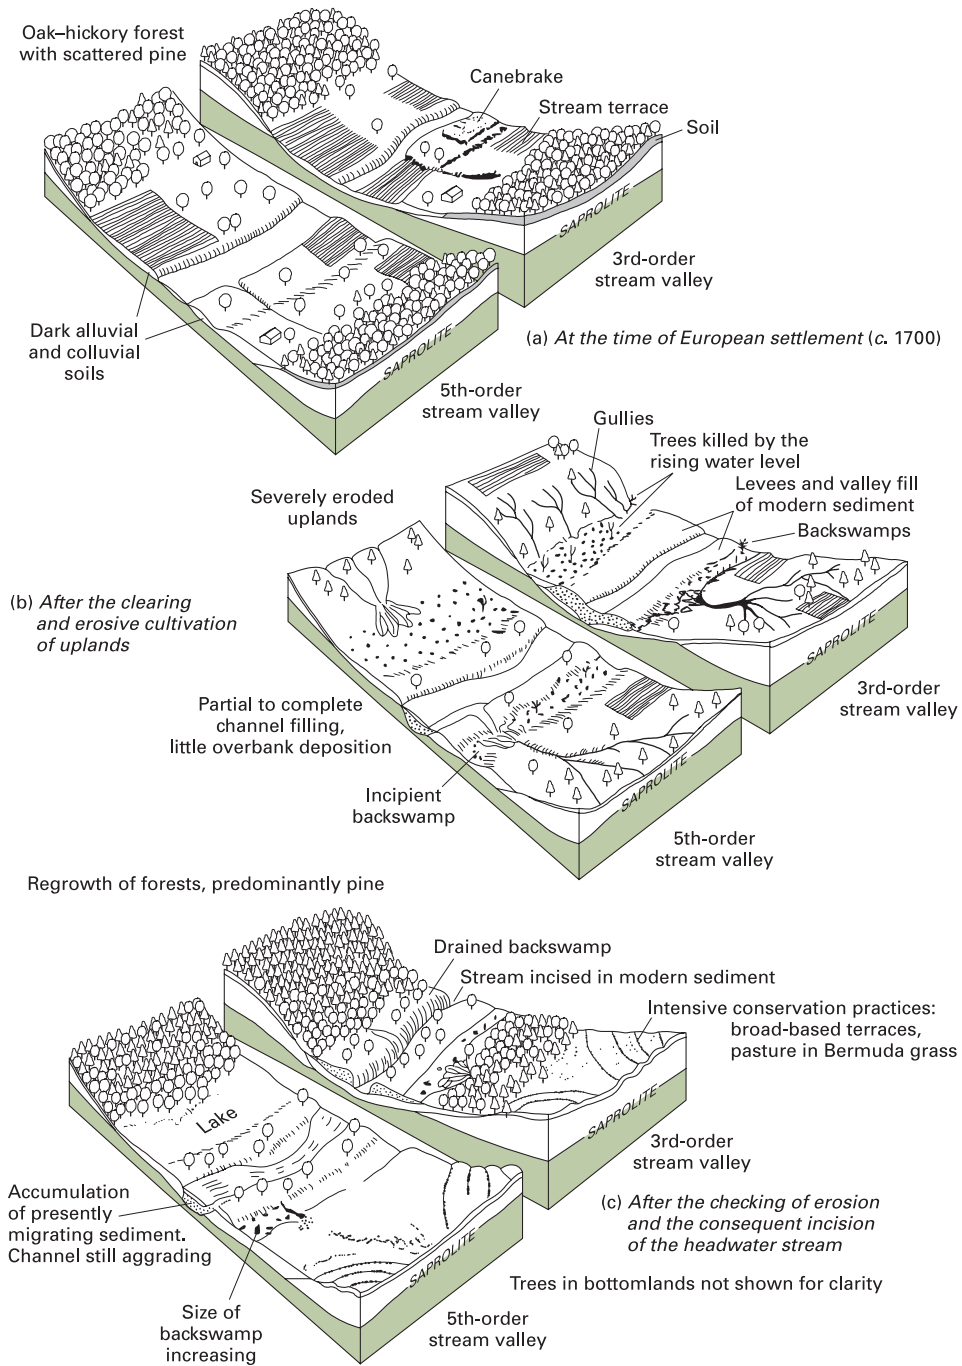 Oak–hickory forest
with scattered pine
Canebrake
Stream terrace
Soil
SAPROLITE
3rd-order
stream valley
Dark alluvial
and colluvial
soils
SAPROLITE
5th-order
stream valley
(a) At the time of European settlement (c. 1700)
Gullies
Trees killed by the
rising water level
Levees and valley fill
of modern sediment
Backswamps
Severely eroded
uplands
(b) After the clearing
and erosive cultivation
of uplands
SAPROLITE
3rd-order
stream valley
Partial to complete
channel filling,
little overbank deposition
Incipient
backswamp
SAPROLITE
5th-order
stream valley
Regrowth of forests, predominantly pine
Drained backswamp
Stream incised in modern sediment
Intensive conservation practices:
broad-based terraces,
pasture in Bermuda grass
SAPROLITE
3rd-order
stream valley
Lake
Accumulation
of presently
migrating sediment.
Channel still aggrading
(c) After the checking of erosion
and the consequent incision
of the headwater stream
SAPROLITE
Trees in bottomlands not shown for clarity
Size of
backswamp
increasing
5th-order
stream valley